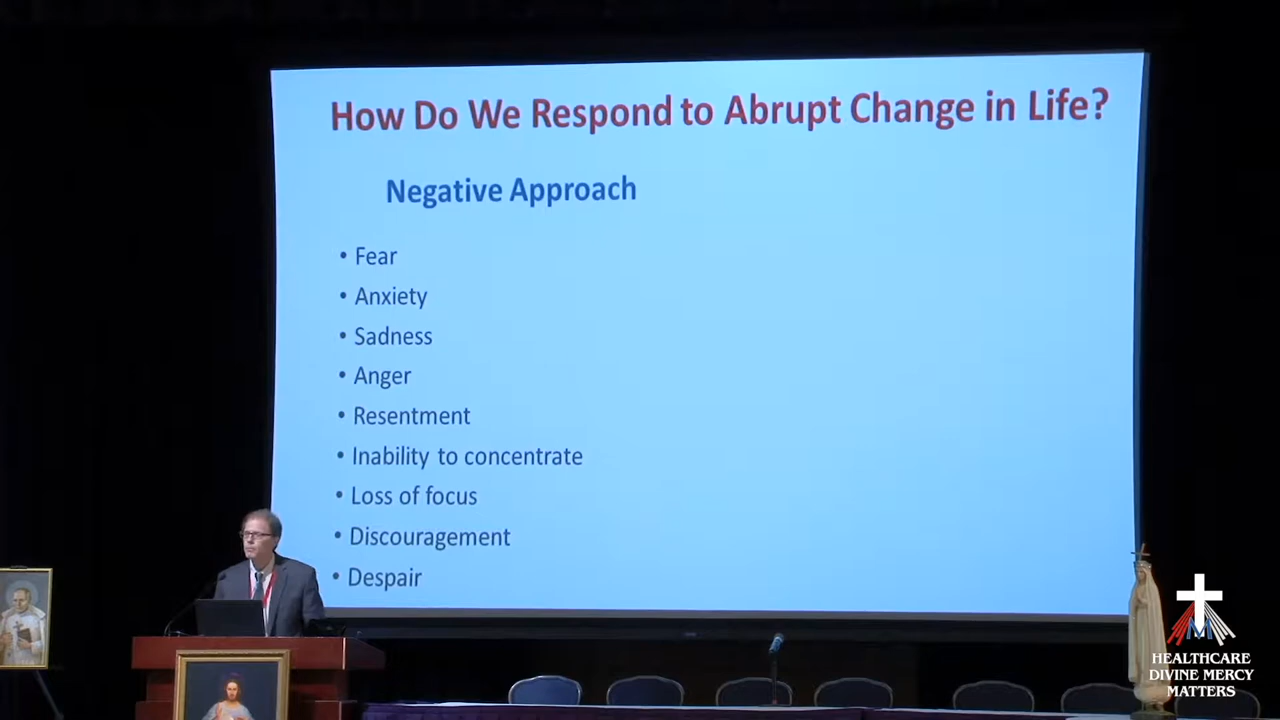 How Do We Respond to Abrupt Change in Life?
Negative Approach
• Fear
• Anxiety
• Sadness
• Anger
• Resentment
• Inability to concentrate
• Loss of focus
• Discouragement
• Despair
HEALTHCARE
DIVINE MERCY
MATTERS